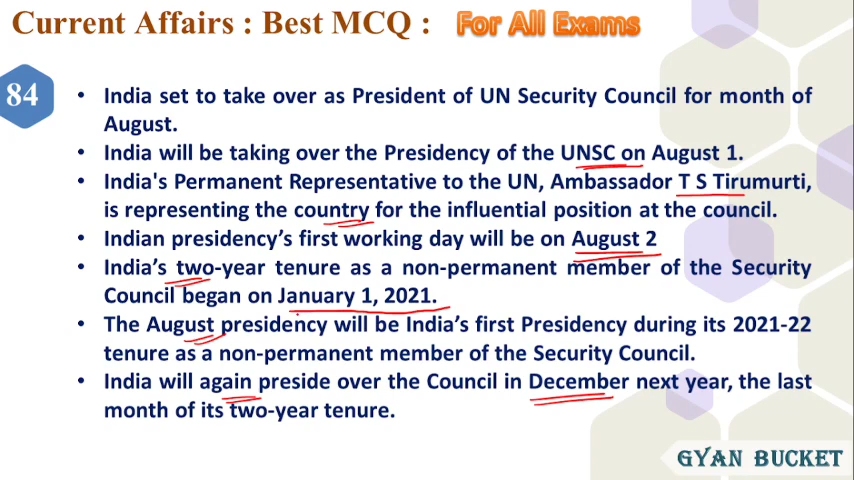 Current Affairs : Best MCQ : For All Exams
84
• India set to take over as President of UN Security Council for month of
August.
• India will be taking over the Presidency of the UNSC on August 1.
• India's Permanent Representative to the UN, Ambassador T S Tirumurti,
is representing the country for the influential position at the council.
• Indian presidency's first working day will be on August 2
• India's two-year tenure as a non-permanent member of the Security
Council began on January 1, 2021.
• The August presidency will be India's first Presidency during its 2021-22
tenure as a non-permanent member of the Security Council.
• India will again preside over the Council in December next year, the last
month of its two-year tenure.
GYAN BUCKET